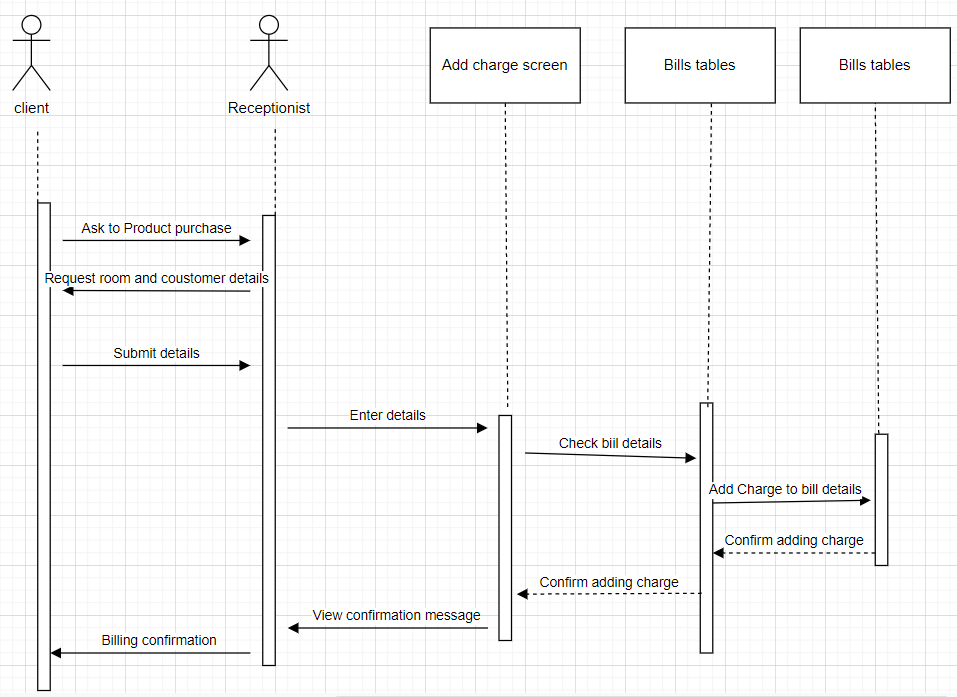 Add charge screen
Bills tables
Bills tables
client
Receptionist
Ask to Product purchase
Request room and coustomer details
Submit details
Enter details
Check biil details
Add Charge to bill details
Confirm adding charge
Confirm adding charge
View confirmation message
Billing confirmation